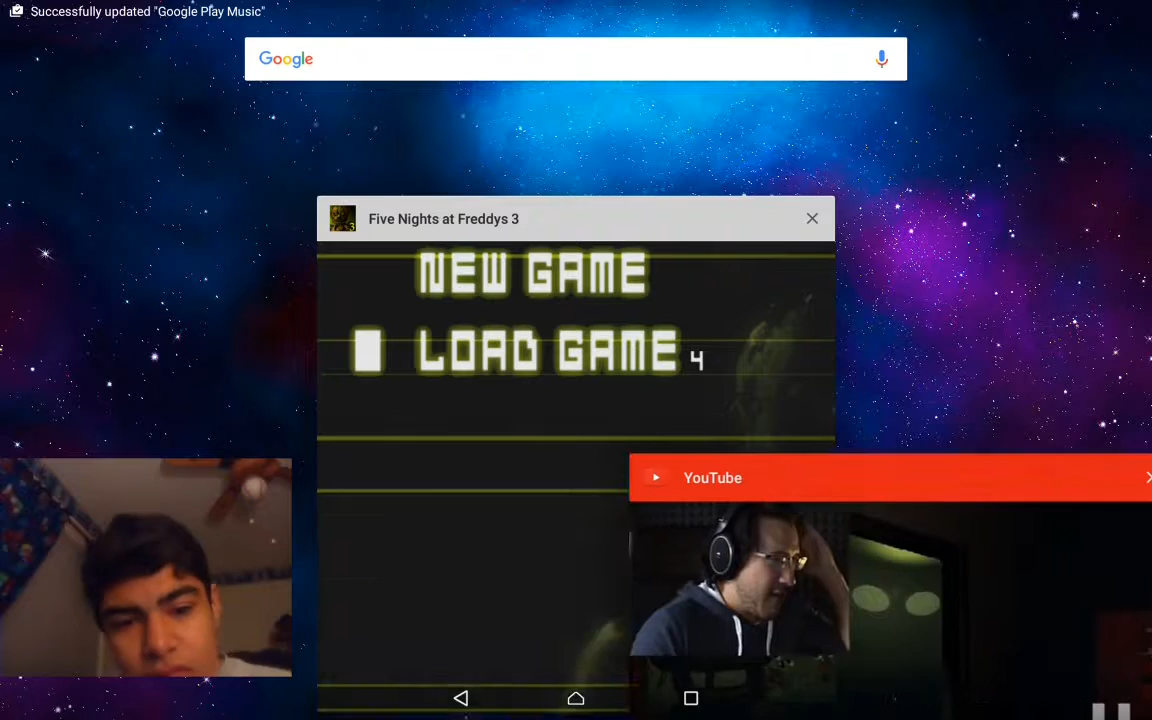 Successfully updated "Google Play Music"
Google
Five Nights at Freddys 3
NEW GAME
LOAD GAME 4
YouTube